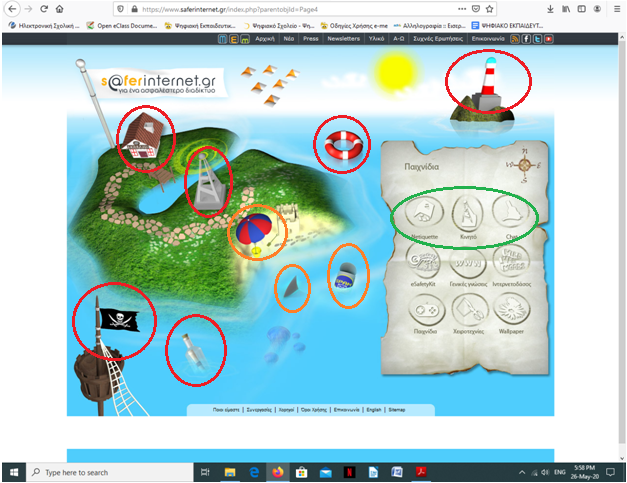 https://www.saferinternet.gr/index.php?parentobjId=Page4
Ηλεκτρονική Σχολική ...
Open eClass Docume...
Ψηφιακή Εκπαιδευτικ...
Ψηφιακό Σχολείο - Ψη...
Οδηγίες Χρήσης e-me
Αλληλογραφία :: Εισερ...
ΨΗΦΙΑΚΟ ΕΚΠΑΙΔΕΥΤ...
Αρχική Νέα Press Newsletters Υλικό Α-Ω Συχνές Ερωτήσεις Επικοινωνία
s@ferinternet.gr
για ένα ασφαλέστερο διαδίκτυο
Παιχνίδια
N
Netiquette Κινητό Chat
www
eSafetyKit Γενικές γνώσεις Ιντερνετοδάσος
Παιχνίδια Χειροτεχνίες Wallpaper
Ποιοι είμαστε | Συνεργασίες | Χορηγοί | Όροι Χρήσης | Επικοινωνία | English | Sitemap
Type here to search
ENG
5:58 PM
26-May-20